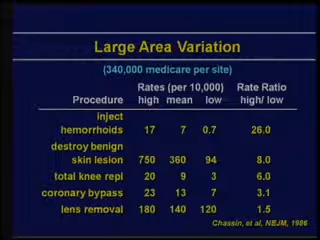 Large Area Variation
(340,000 medicare per site)
Rates (per 10,000) Rate Ratio
Procedure high mean low high/ low
inject
hemorrhoids 17 7 0.7 26.0
destroy benign
skin lesion 750 360 94 8.0
total knee repl 20 9 3 6.0
coronary bypass 23 13 7 3.1
lens removal 180 140 120 1.5
Chassin, et al, NEJM, 1986